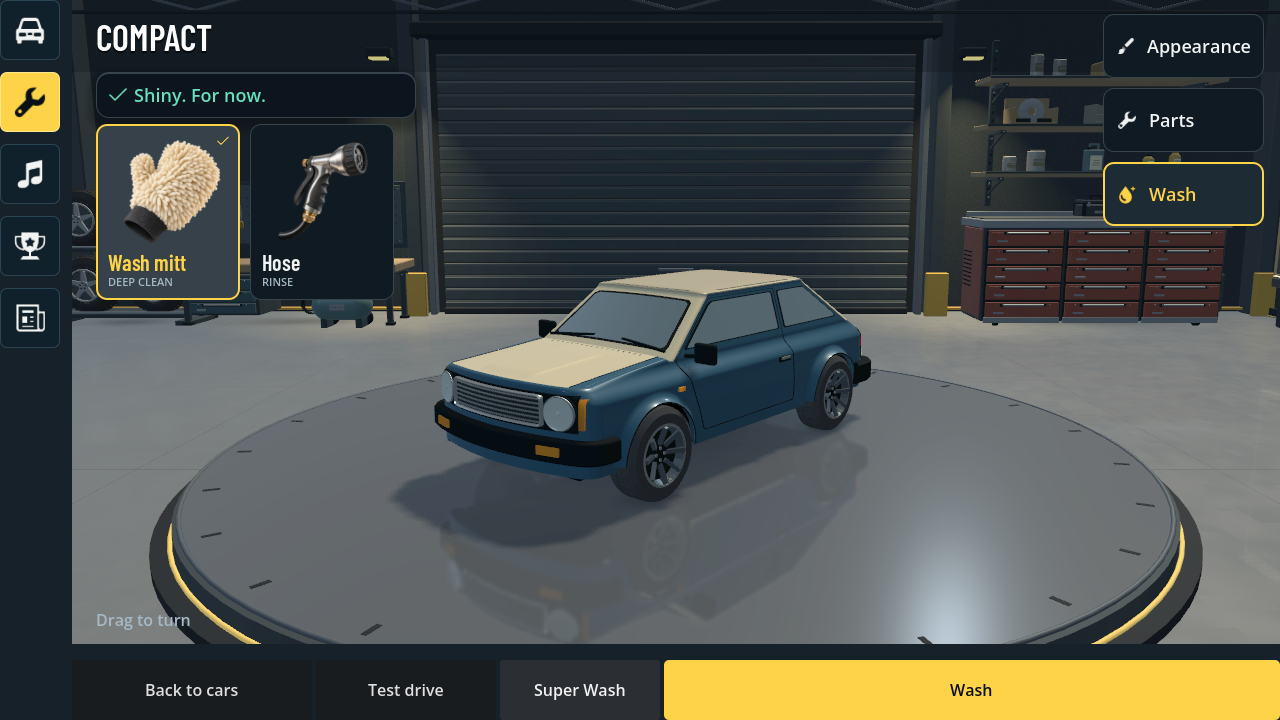 COMPACT
Shiny. For now.
Wash mitt
DEEP CLEAN
Hose
RINSE
Appearance
Parts
Wash
Drag to turn
Back to cars
Test drive
Super Wash
Wash